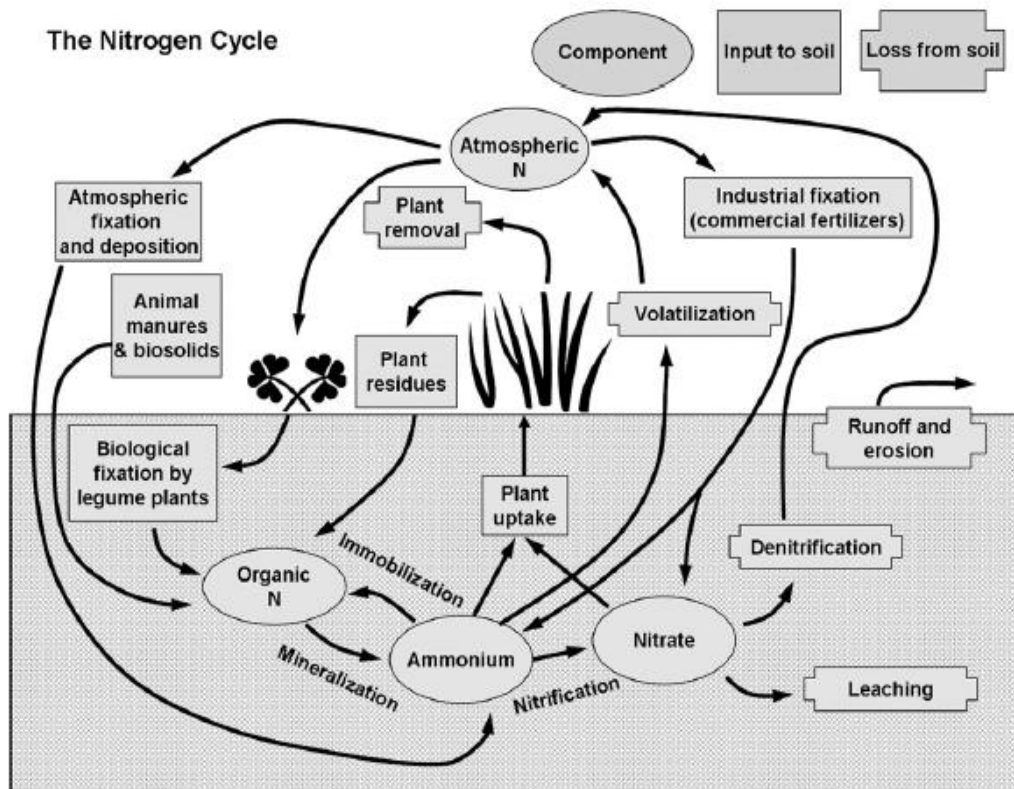 The Nitrogen Cycle
Component
Input to soil
Loss from soil
Atmospheric
N
Atmospheric
fixation
and deposition
Plant
removal
Industrial fixation
(commercial fertilizers)
Animal
manures
& biosolids
Volatilization
Plant
residues
Runoff and
erosion
Biological
fixation by
legume plants
Plant
uptake
Denitrification
Immobilization
Organic
N
Ammonium
Nitrate
Mineralization
Nitrification
Leaching